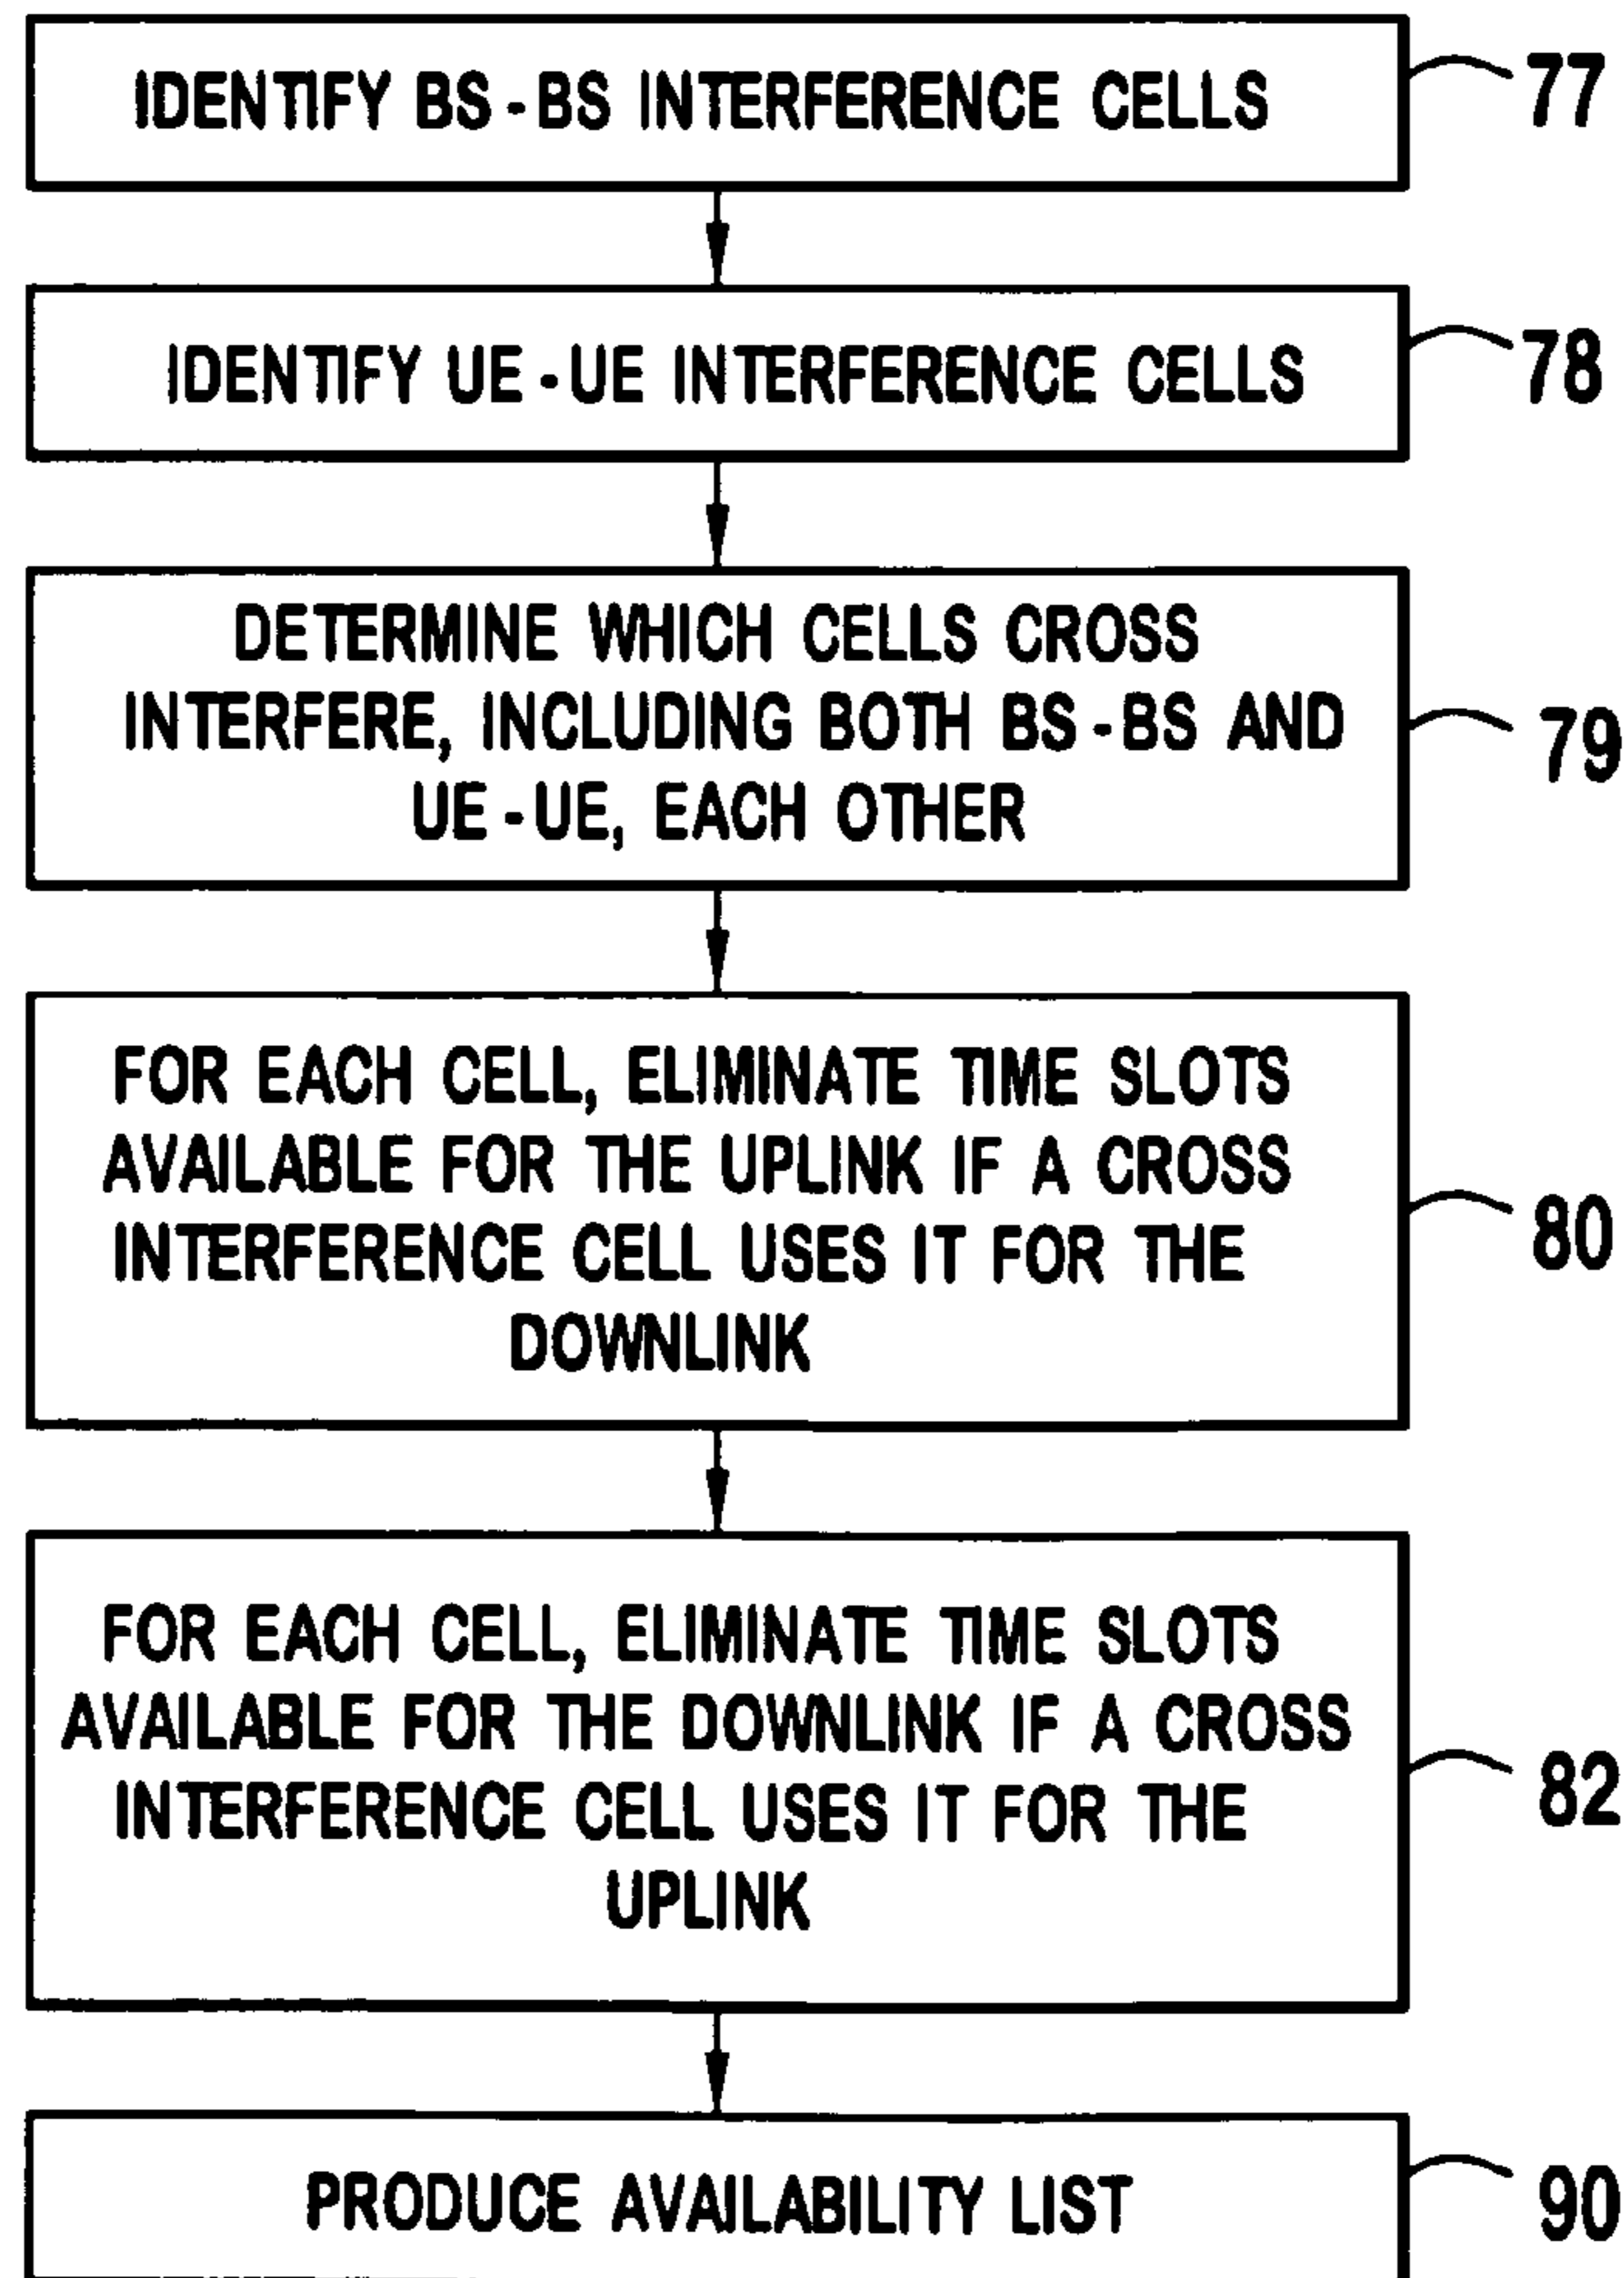 IDENTIFY BS-BS INTERFERENCE CELLS
77
IDENTIFY UE-UE INTERFERENCE CELLS
78
DETERMINE WHICH CELLS CROSS
INTERFERE, INCLUDING BOTH BS-BS AND
UE-UE, EACH OTHER
79
FOR EACH CELL, ELIMINATE TIME SLOTS
AVAILABLE FOR THE UPLINK IF A CROSS
INTERFERENCE CELL USES IT FOR THE
DOWNLINK
80
FOR EACH CELL, ELIMINATE TIME SLOTS
AVAILABLE FOR THE DOWNLINK IF A CROSS
INTERFERENCE CELL USES IT FOR THE
UPLINK
82
PRODUCE AVAILABILITY LIST
90